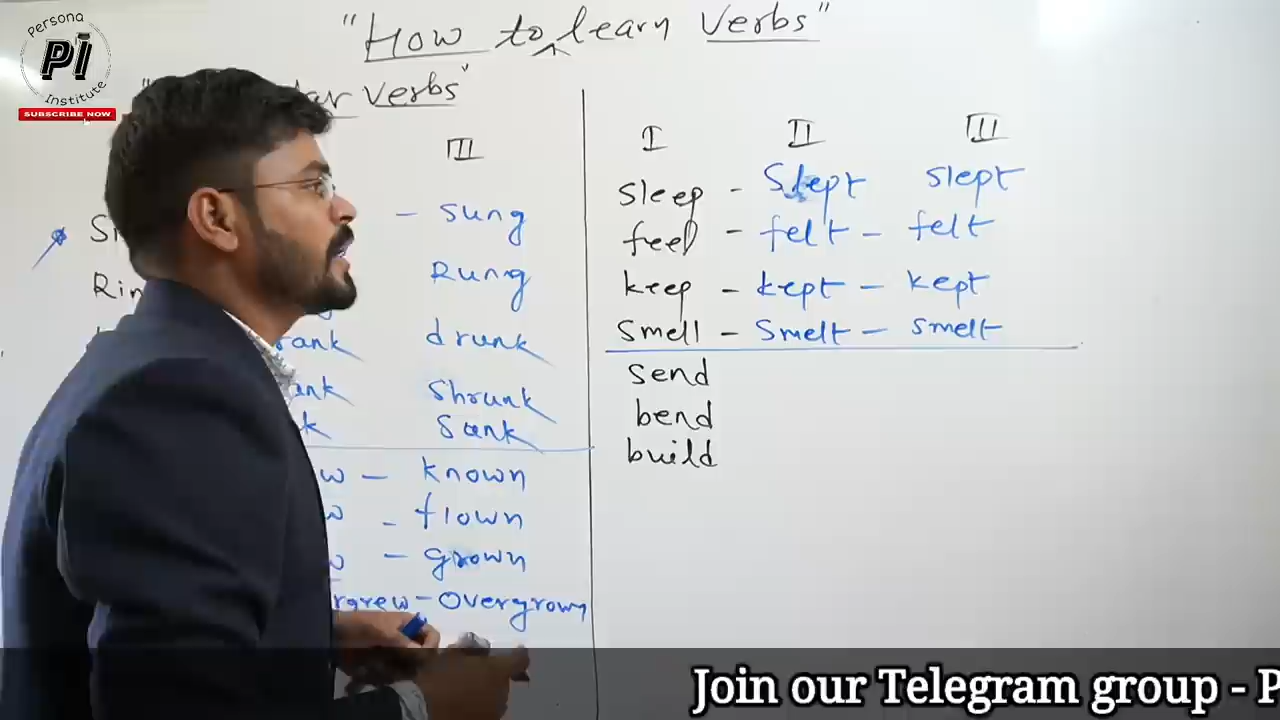 Persona
PI
Institute
SUBSCRIBE NOW
"How to learn verbs"
verbs"
III
- sung
Rung
drunk
Shrunk
Sunk
- known
- flown
- grown
- Overgrown
I II III
Sleep - Slept slept
feel - felt - felt
keep - kept - kept
Smell - Smelt - smelt
Send
bend
build
Join our Telegram group - P